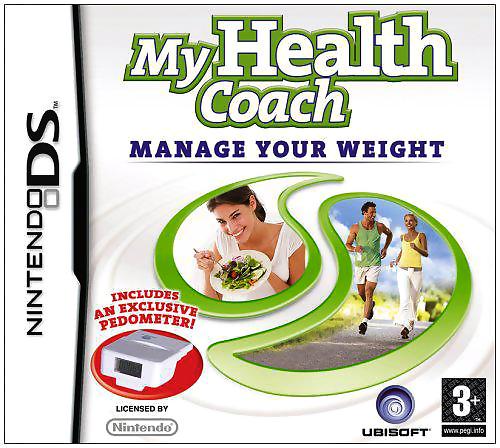 My Health
Coach
MANAGE YOUR WEIGHT
NINTENDO DS™
INCLUDES
AN EXCLUSIVE
PEDOMETER!
LICENSED BY
Nintendo
UBISOFT
3+
www.pegi.info